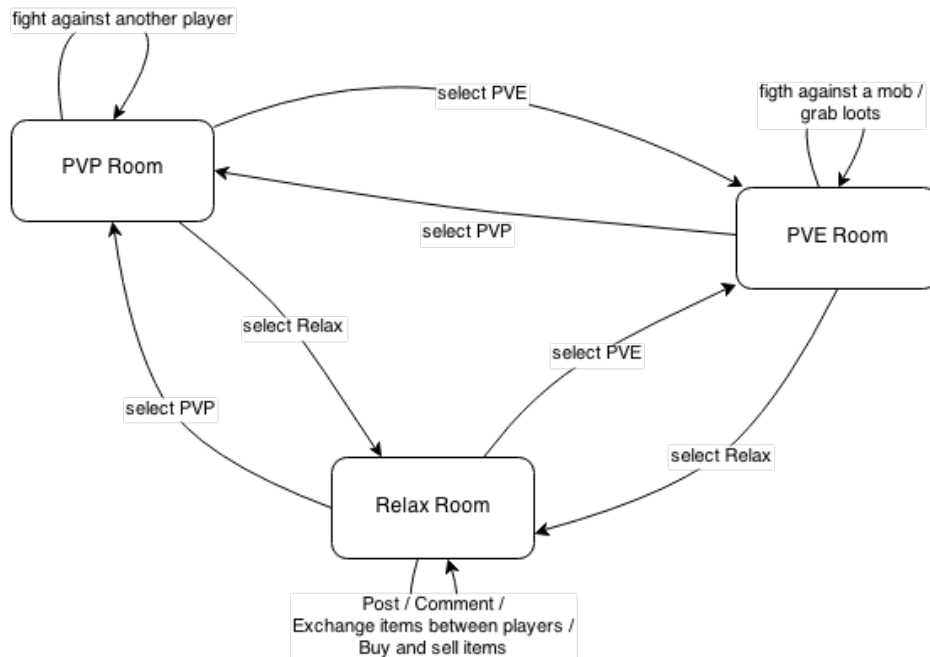 fight against another player
select PVE
figth against a mob /
grab loots
PVP Room
select PVP
PVE Room
select Relax
select PVE
select PVP
select Relax
Relax Room
Post / Comment /
Exchange items between players /
Buy and sell items